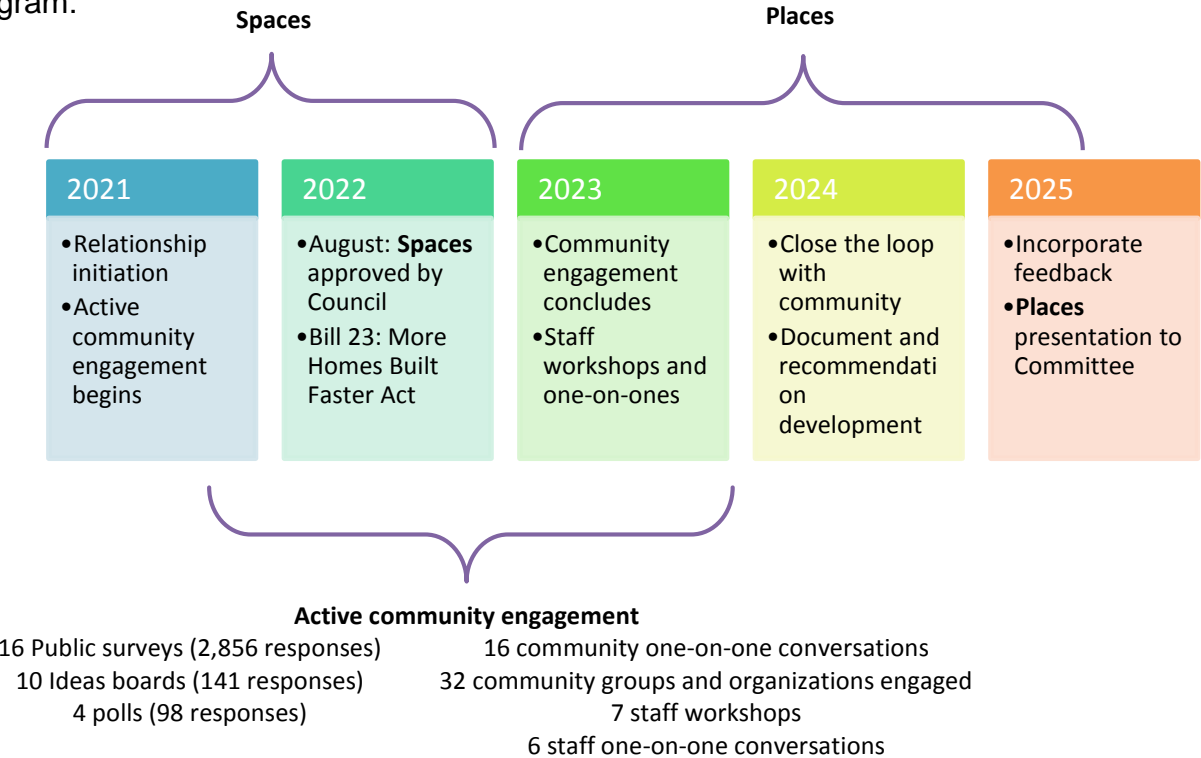 gram.
Spaces
Places
2021
•Relationship
initiation
•Active
community
engagement
begins
2022
•August: Spaces
approved by
Council
•Bill 23: More
Homes Built
Faster Act
2023
•Community
engagement
concludes
•Staff
workshops and
one-on-ones
2024
•Close the loop
with
community
•Document and
recommendati
on
development
2025
•Incorporate
feedback
•Places
presentation to
Committee
Active community engagement
16 Public surveys (2,856 responses)
10 Ideas boards (141 responses)
4 polls (98 responses)
16 community one-on-one conversations
32 community groups and organizations engaged
7 staff workshops
6 staff one-on-one conversations